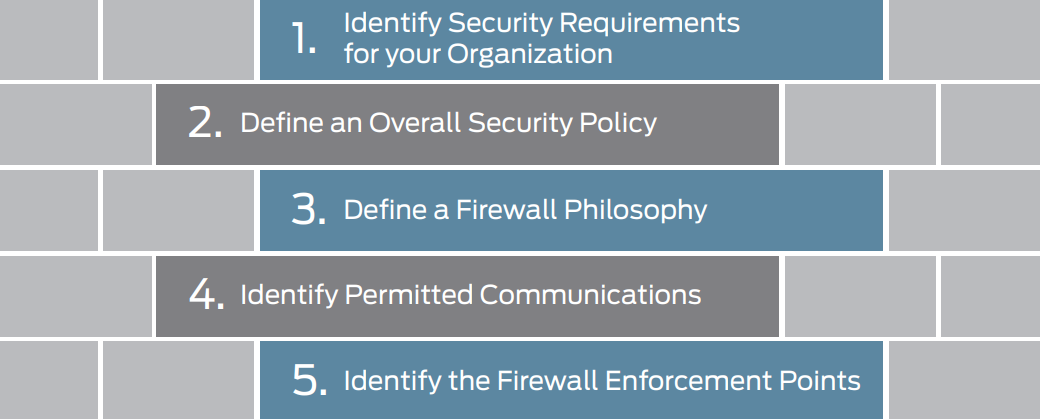 1. Identify Security Requirements
for your Organization
2. Define an Overall Security Policy
3. Define a Firewall Philosophy
4. Identify Permitted Communications
5. Identify the Firewall Enforcement Points